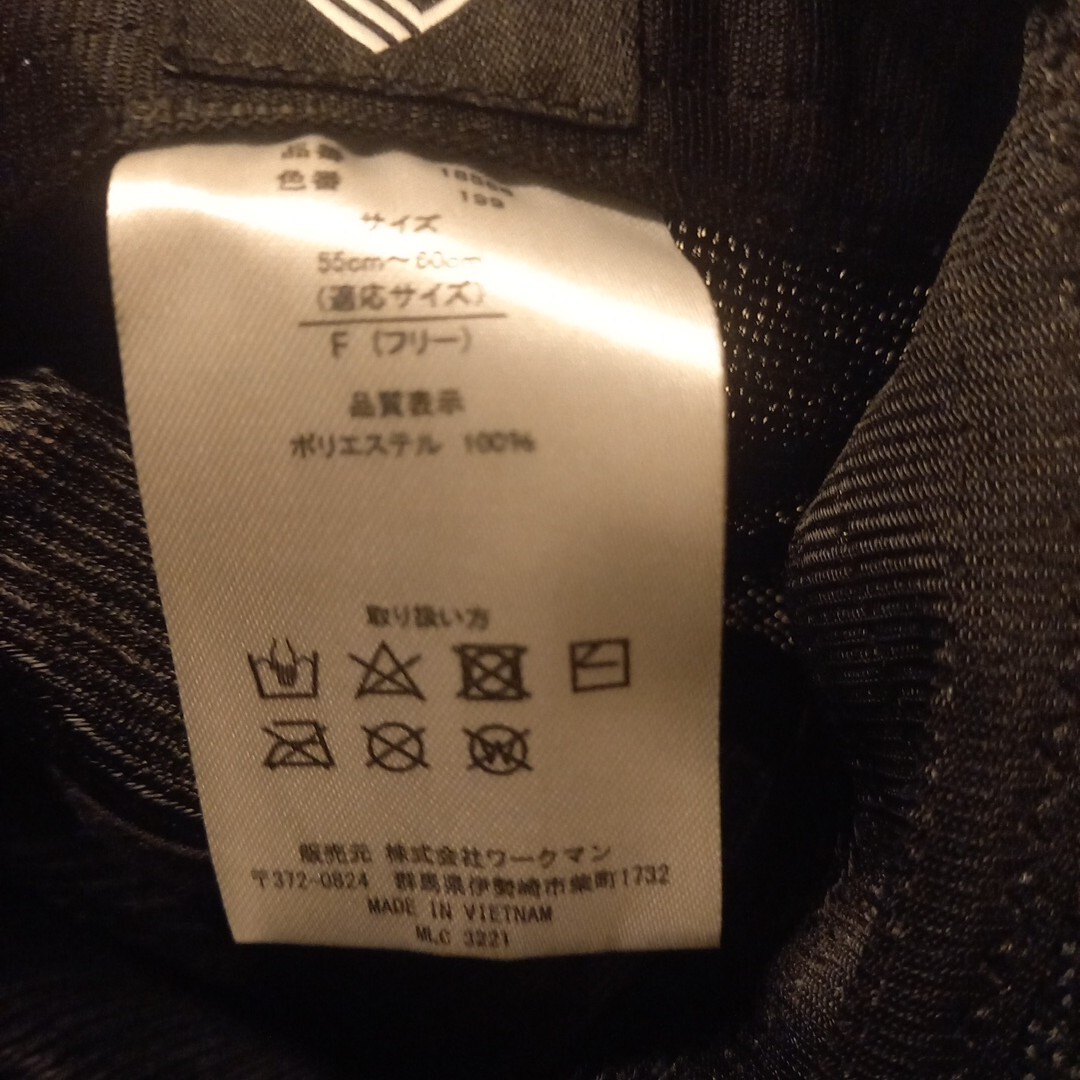 品番
色番 199
サイズ
55cm～60cm
(適応サイズ)
F (フリー)
品質表示
ポリエステル 100%
取り扱い方
W
販売元 株式会社ワークマン
〒372-0824 群馬県伊勢崎市柴町1732
MADE IN VIETNAM
MLC 3221